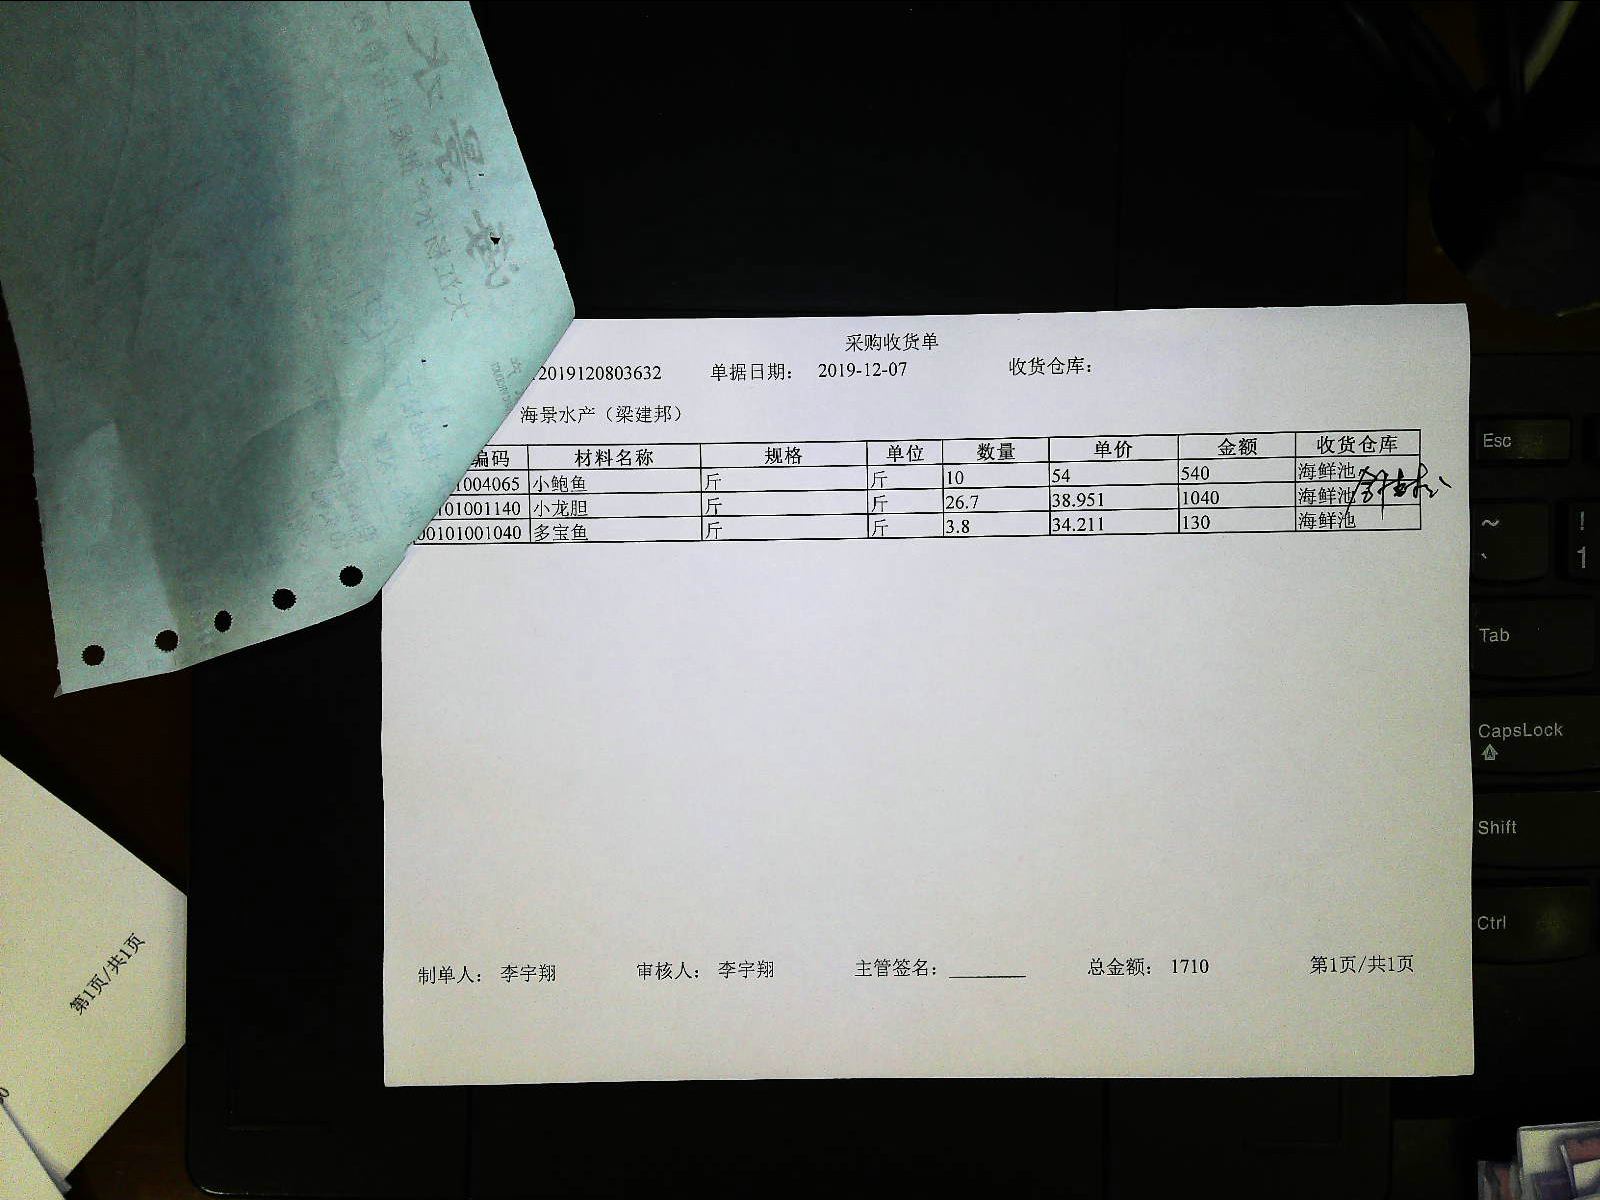 采购收货单
2019120803632 单据日期： 2019-12-07 收货仓库：
海景水产（梁建邦）
编码 材料名称 规格 单位 数量 单价 金额 收货仓库
1004065 小鲍鱼 斤 斤 10 54 540 海鲜池
101001140 小龙胆 斤 斤 26.7 38.951 1040 海鲜池
00101001040 多宝鱼 斤 斤 3.8 34.211 130 海鲜池
制单人： 李宇翔 审核人： 李宇翔 主管签名： 总金额： 1710 第1页/共1页
第1页/共1页
Esc
~
`
!
1
Tab
CapsLock
Shift
Ctrl